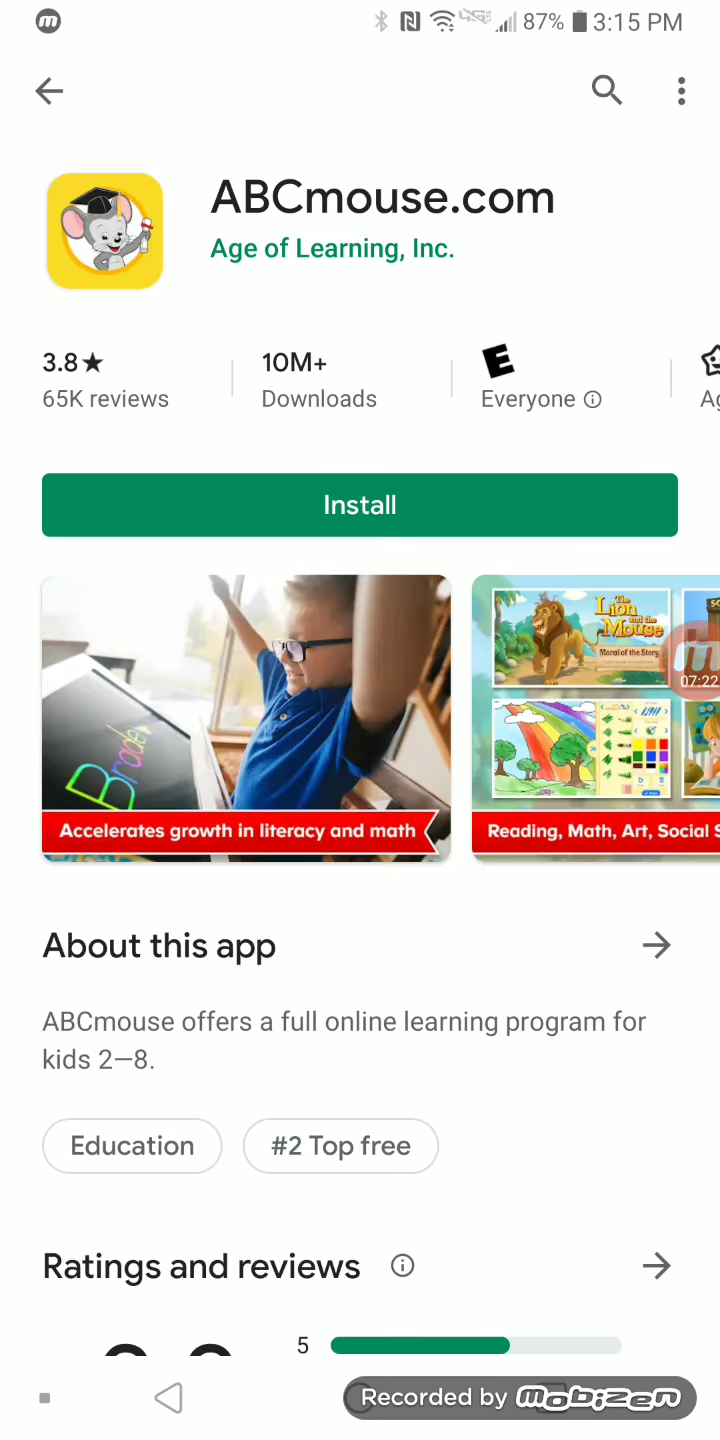 87% 3:15 PM
ABCmouse.com
Age of Learning, Inc.
3.8★
65K reviews
10M+
Downloads
E
Everyone
Install
Brode
Accelerates growth in literacy and math
The
Lion
and the
Mouse
Moral of the Story
07:22
Reading, Math, Art, Social S
About this app
ABCmouse offers a full online learning program for
kids 2–8.
Education
#2 Top free
Ratings and reviews
5
Recorded by mobizen